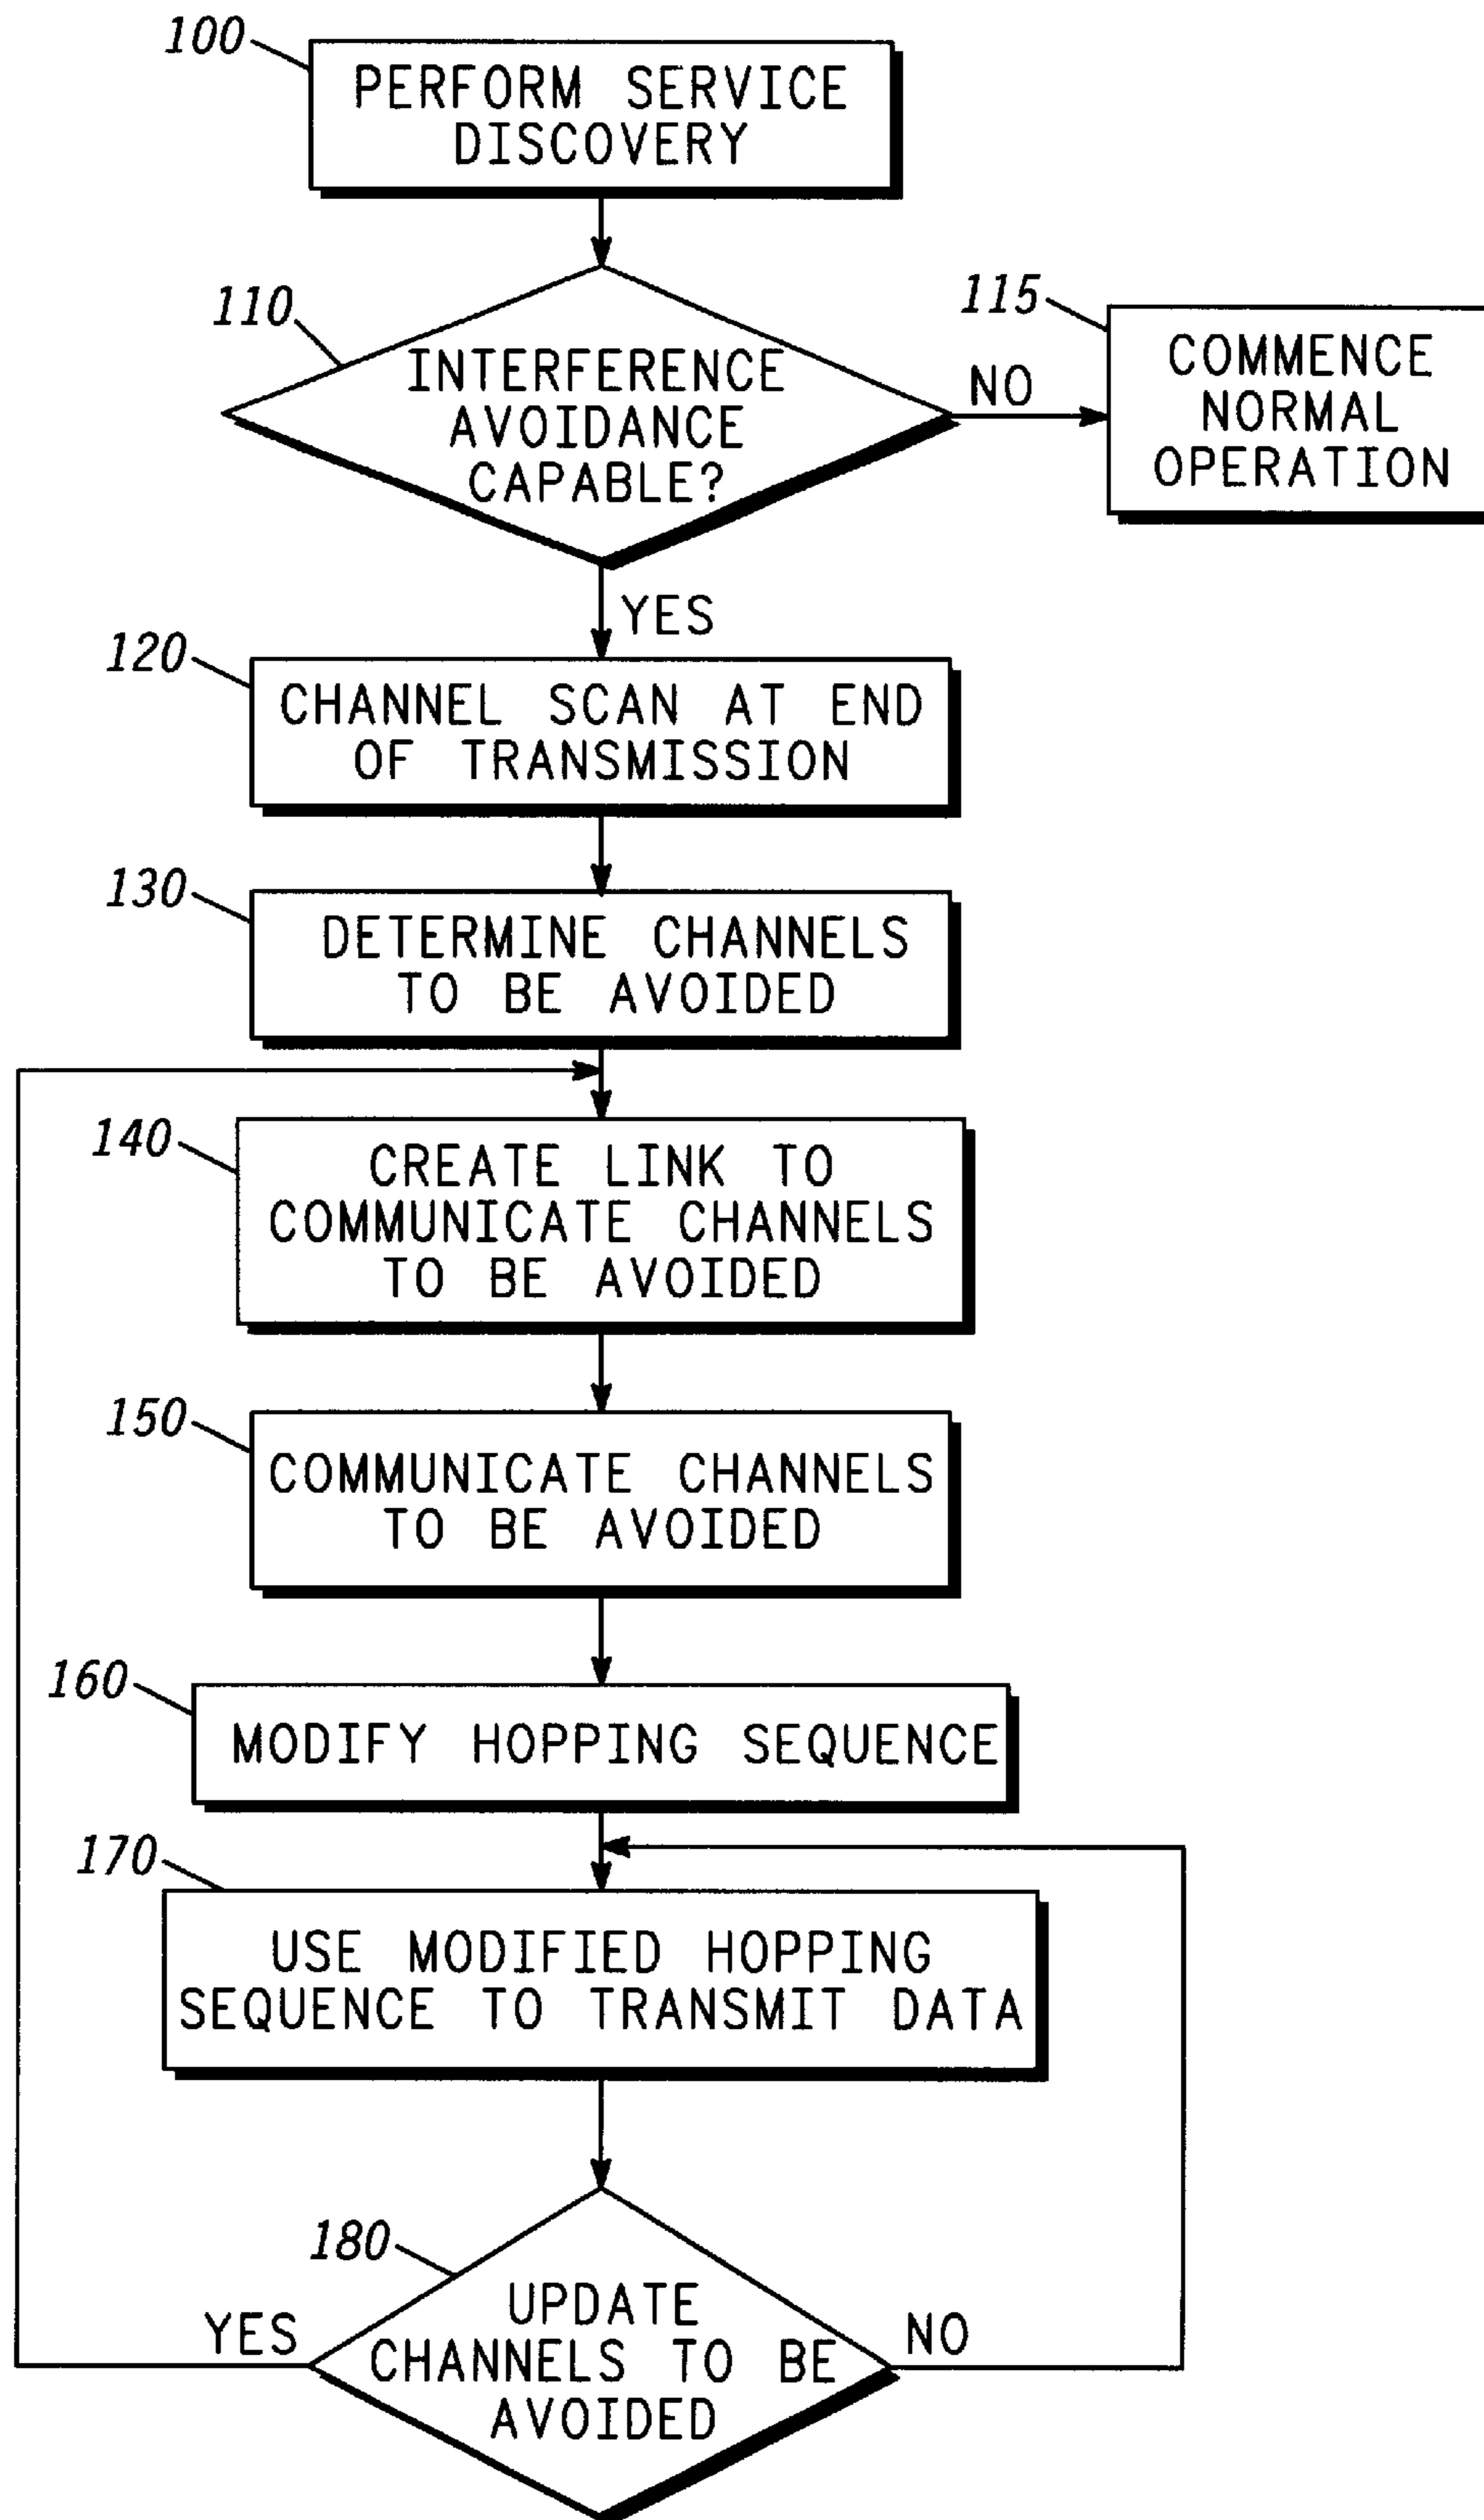 100
PERFORM SERVICE
DISCOVERY
110
INTERFERENCE
AVOIDANCE
CAPABLE?
NO
115
COMMENCE
NORMAL
OPERATION
YES
120
CHANNEL SCAN AT END
OF TRANSMISSION
130
DETERMINE CHANNELS
TO BE AVOIDED
140
CREATE LINK TO
COMMUNICATE CHANNELS
TO BE AVOIDED
150
COMMUNICATE CHANNELS
TO BE AVOIDED
160
MODIFY HOPPING SEQUENCE
170
USE MODIFIED HOPPING
SEQUENCE TO TRANSMIT DATA
180
UPDATE
CHANNELS TO BE
AVOIDED
YES
NO